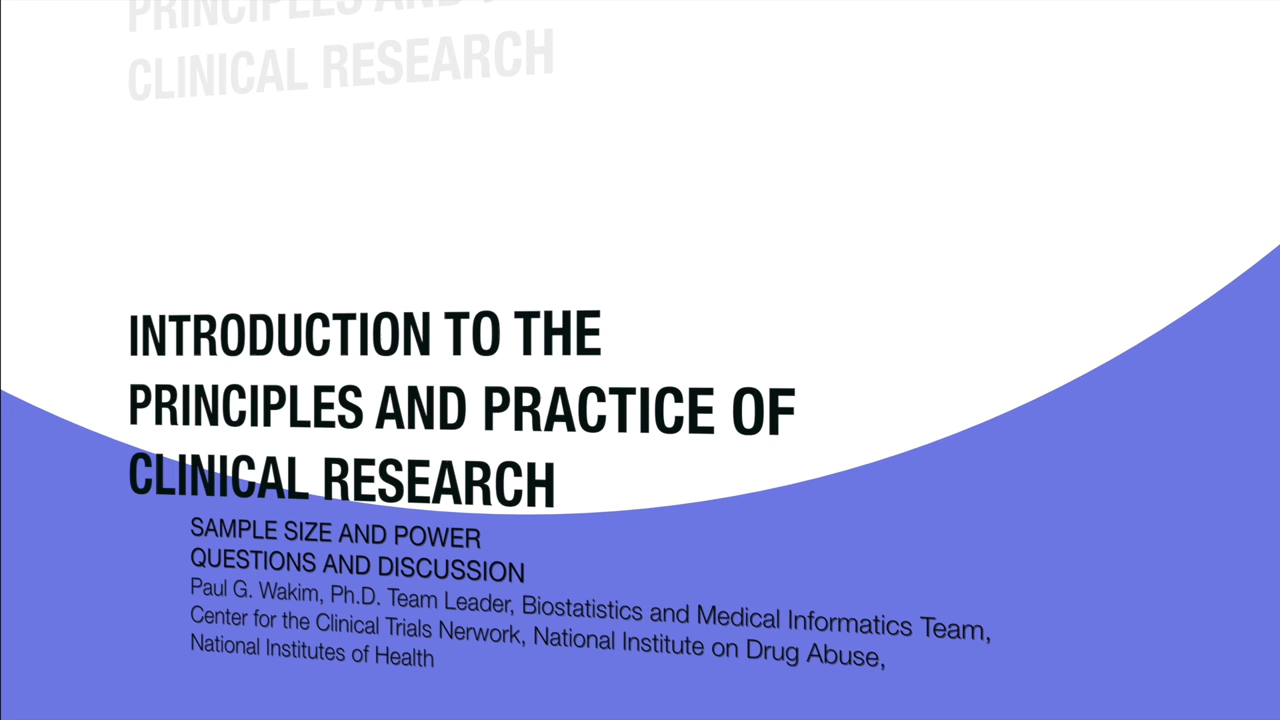 PRINCIPLES AND
CLINICAL RESEARCH
INTRODUCTION TO THE
PRINCIPLES AND PRACTICE OF
CLINICAL RESEARCH
SAMPLE SIZE AND POWER
QUESTIONS AND DISCUSSION
Paul G. Wakim, Ph.D. Team Leader, Biostatistics and Medical Informatics Team,
Center for the Clinical Trials Nerwork, National Institute on Drug Abuse,
National Institutes of Health